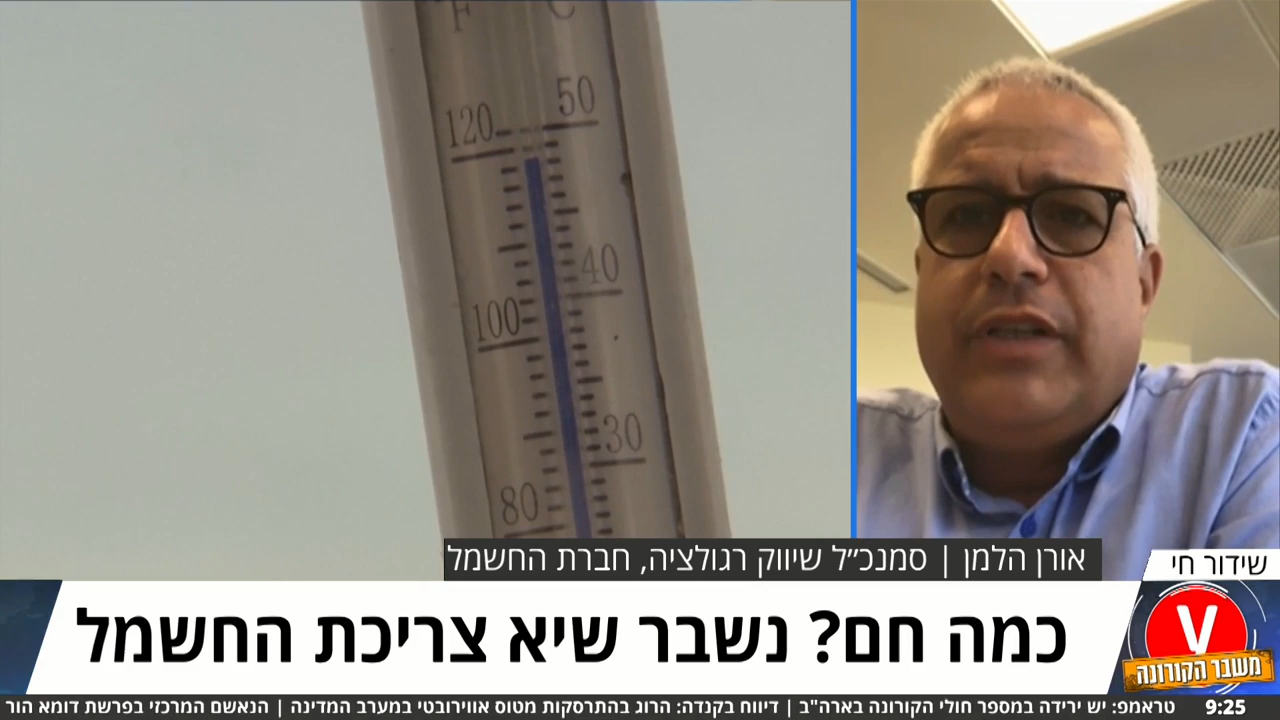 F C
50
120
40
100
30
80
אורן הלמן | סמנכ״ל שיווק רגולציה, חברת החשמל
שידור חי
כמה חם? נשבר שיא צריכת החשמל
V
משבר הקורונה
9:25 טראמפ: יש ירידה במספר חולי הקורונה בארה"ב | דיווח בקנדה: הרוג בהתרסקות מטוס אווירובטי במערב המדינה | הנאשם המרכזי בפרשת דומא הור